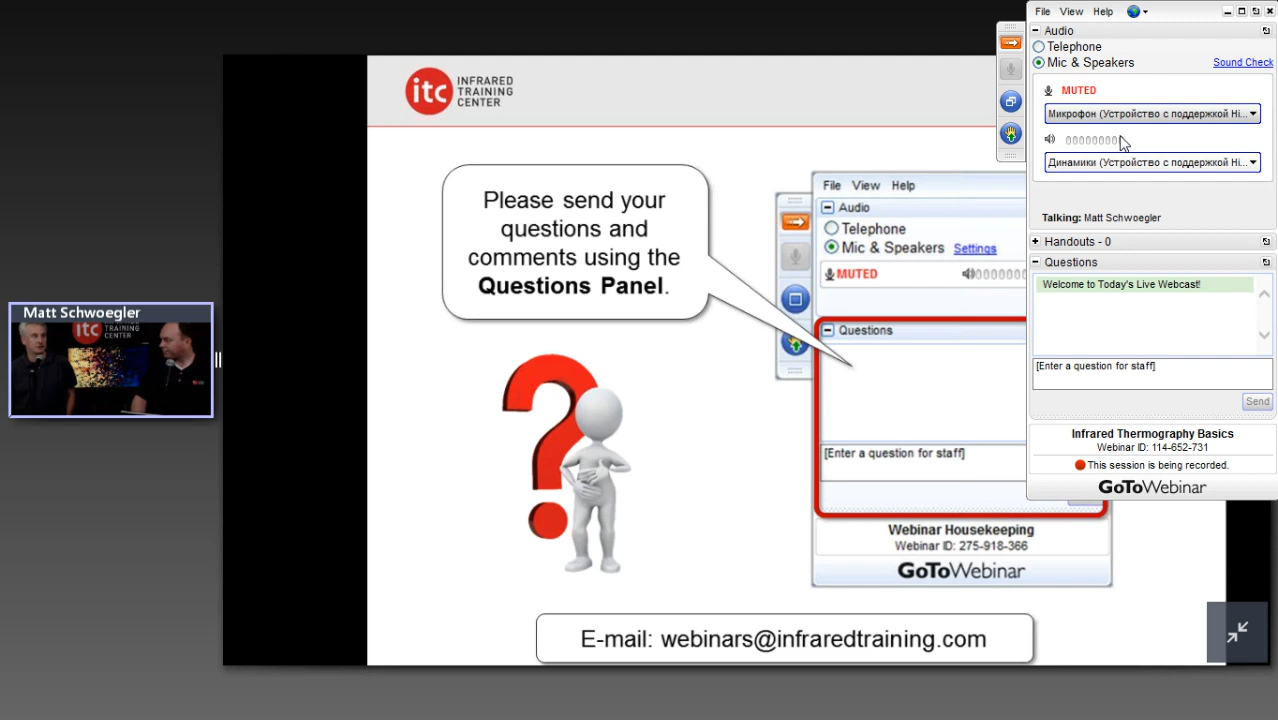 Matt Schwoegler
itc INFRARED
TRAINING
CENTER
itc INFRARED
TRAINING
CENTER
Please send your
questions and
comments using the
Questions Panel.
File View Help
Audio
Telephone
Mic & Speakers Settings
MUTED 000000
Questions
[Enter a question for staff]
Webinar Housekeeping
Webinar ID: 275-918-366
GoToWebinar
E-mail: webinars@infraredtraining.com
File View Help
Audio
Telephone
Mic & Speakers Sound Check
MUTED
Микрофон (Устройство с поддержкой Hi...
000000000
Динамики (Устройство с поддержкой Hi...
Talking: Matt Schwoegler
Handouts - 0
Questions
Welcome to Today's Live Webcast!
[Enter a question for staff]
Send
Infrared Thermography Basics
Webinar ID: 114-652-731
This session is being recorded.
GoToWebinar